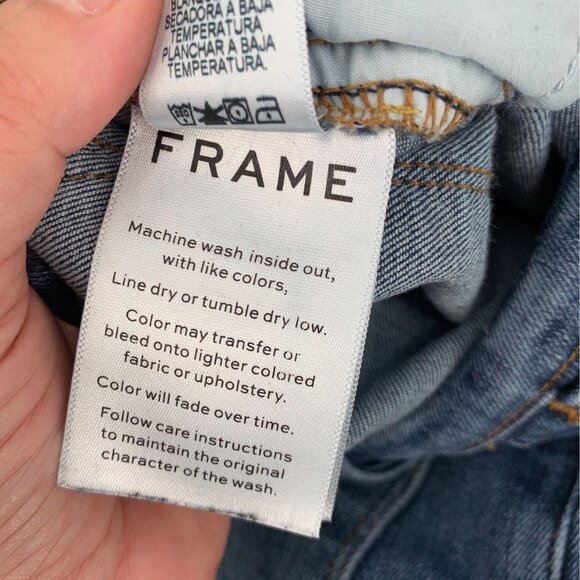 SECADORA A BAJA
TEMPERATURA
PLANCHAR A BAJA
TEMPERATURA.
FRAME
Machine wash inside out,
with like colors,
Line dry or tumble dry low.
Color may transfer or
bleed onto lighter colored
fabric or upholstery.
Color will fade over time.
Follow care instructions
to maintain the original
character of the wash.